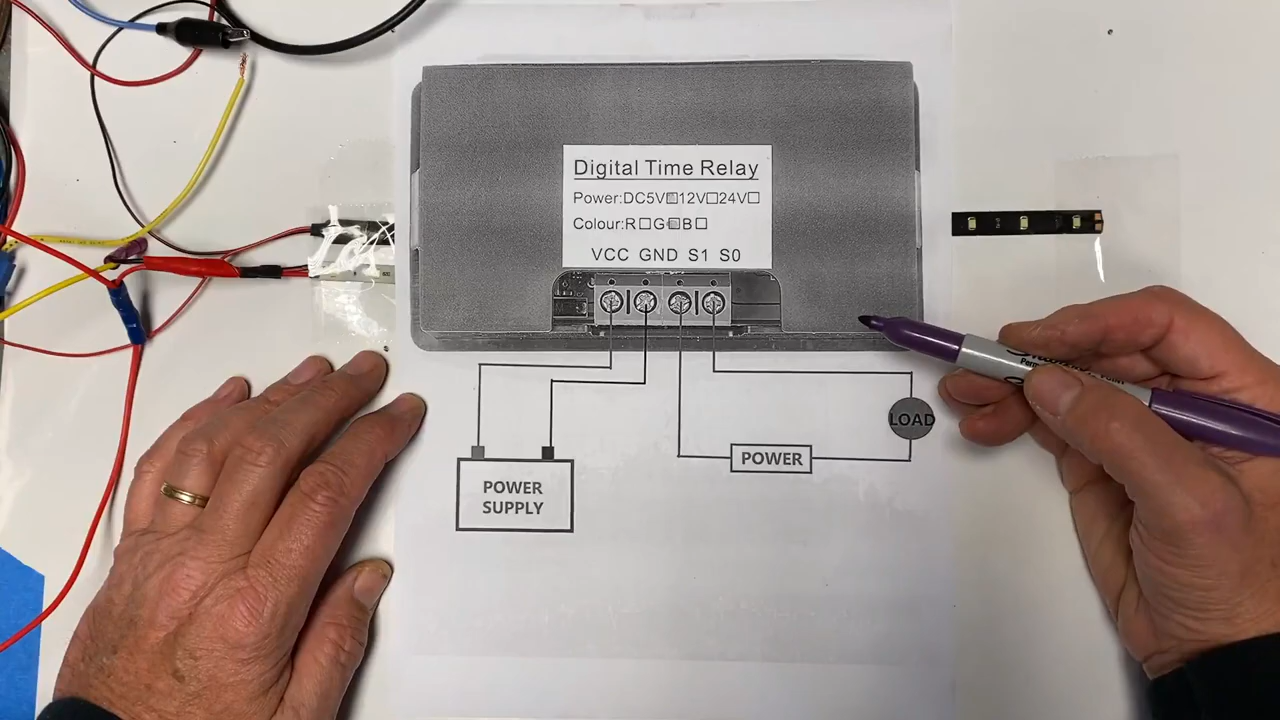 Digital Time Relay
Power:DC5V■12V□24V□
Colour:R□G■B□
VCC GND S1 S0
LOAD
POWER
POWER
SUPPLY